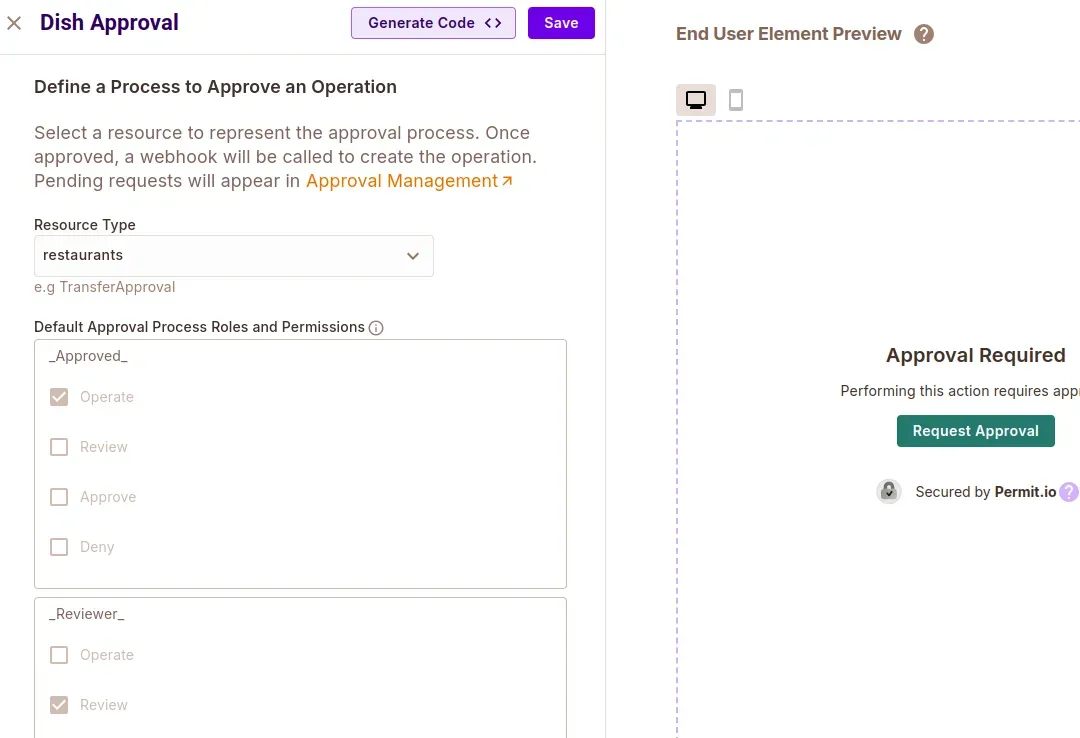 Dish Approval
Generate Code <>
Save
Define a Process to Approve an Operation
Select a resource to represent the approval process. Once
approved, a webhook will be called to create the operation.
Pending requests will appear in Approval Management
Resource Type
restaurants
e.g TransferApproval
Default Approval Process Roles and Permissions
_Approved_
Operate
Review
Approve
Deny
_Reviewer_
Operate
Review
End User Element Preview ?
Approval Required
Performing this action requires
Request Approval
Secured by Permit.io ?